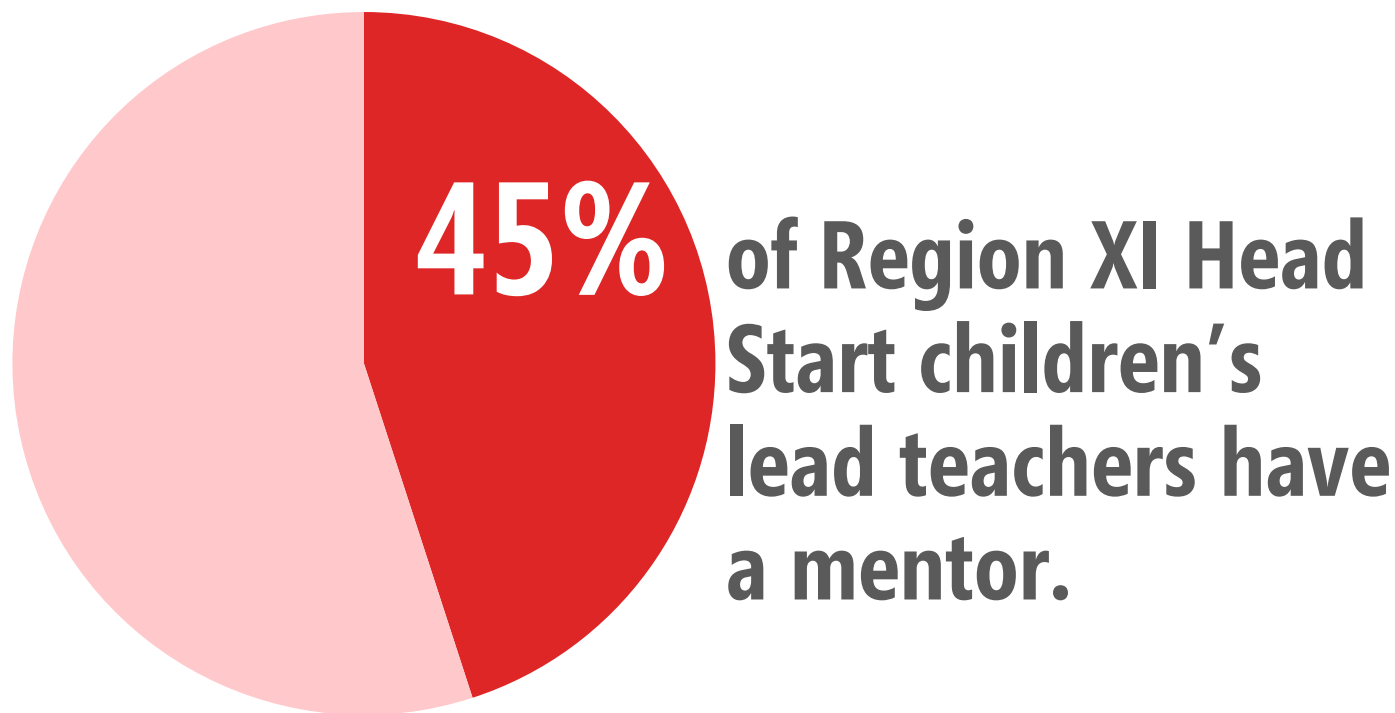 45%
of Region XI Head
Start children’s
lead teachers have
a mentor.